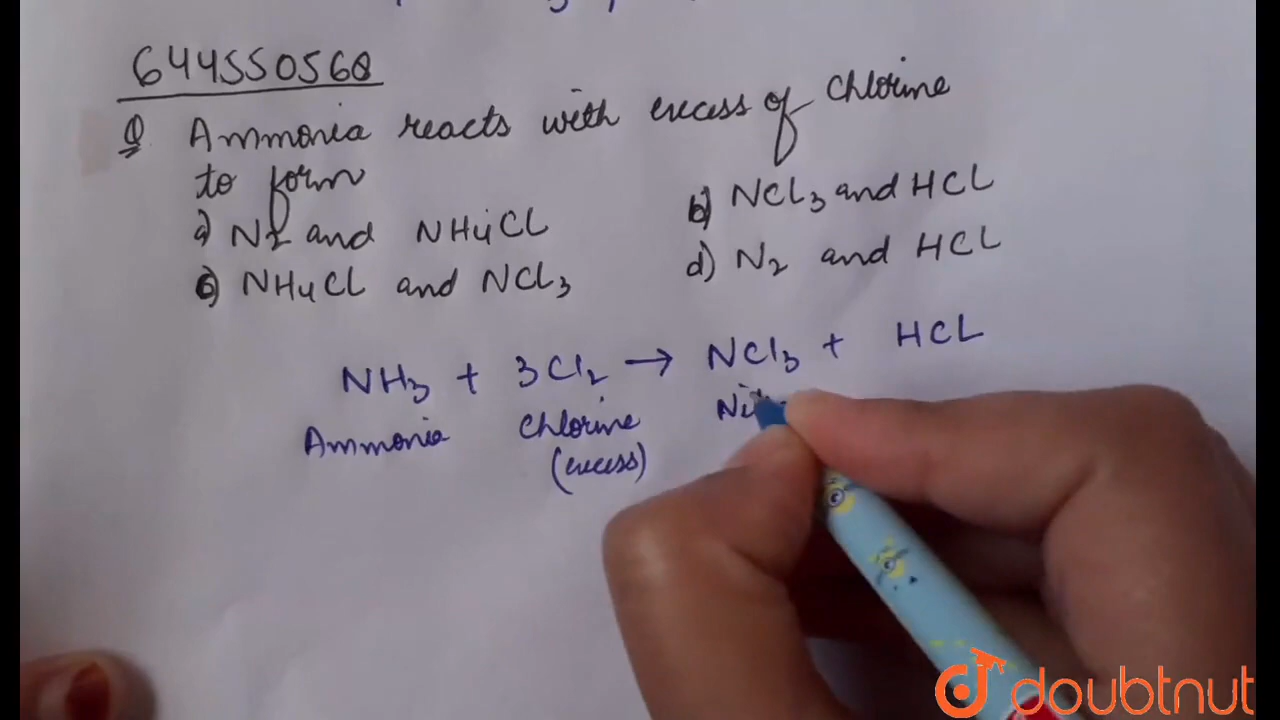 644550568
Q Ammonia reacts with excess of Chlorine
to form
a) N2 and NH4Cl
b) NCl3 and HCl
c) NH4Cl and NCl3
d) N2 and HCl
NH3 + 3Cl2 → NCl3 + HCl
Ammonia Chlorine
(excess)
doubtnut